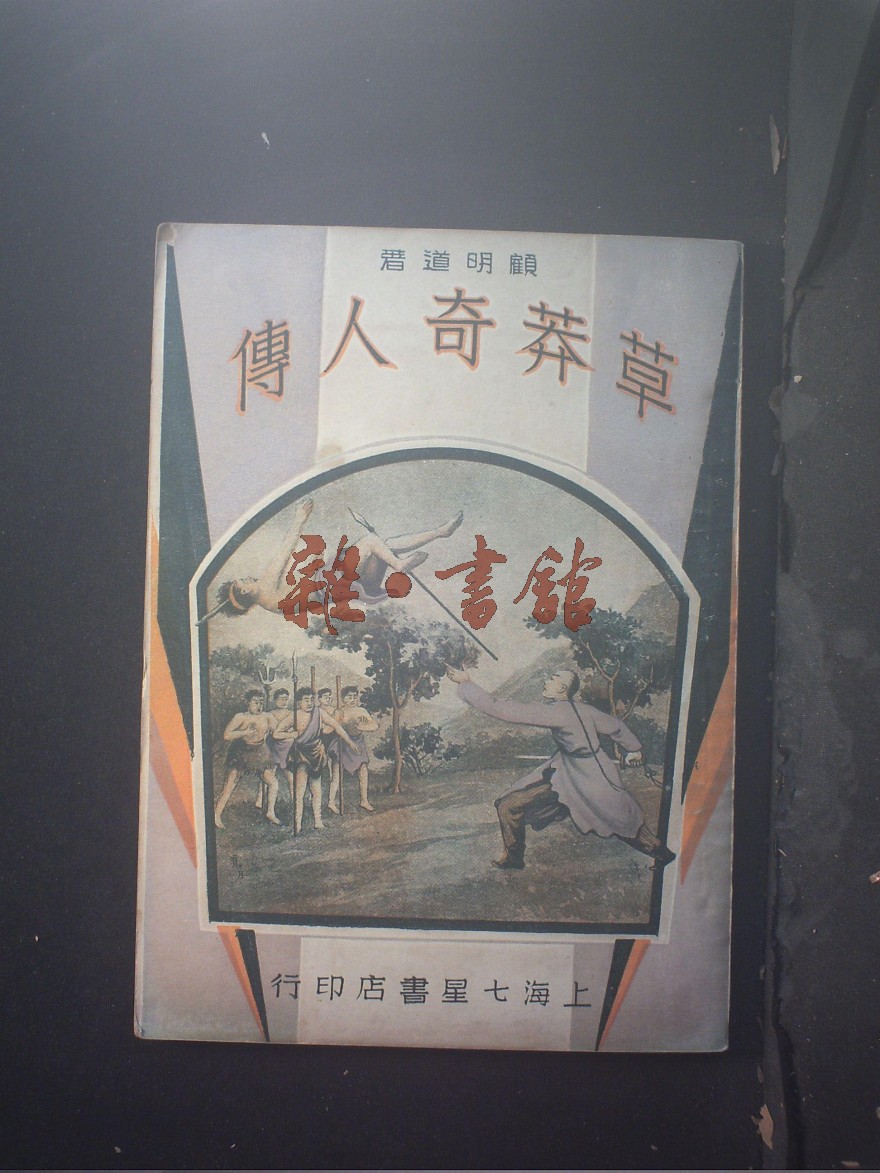 顧明道著
草莽奇人傳
雜·書館
上海七星書店印行